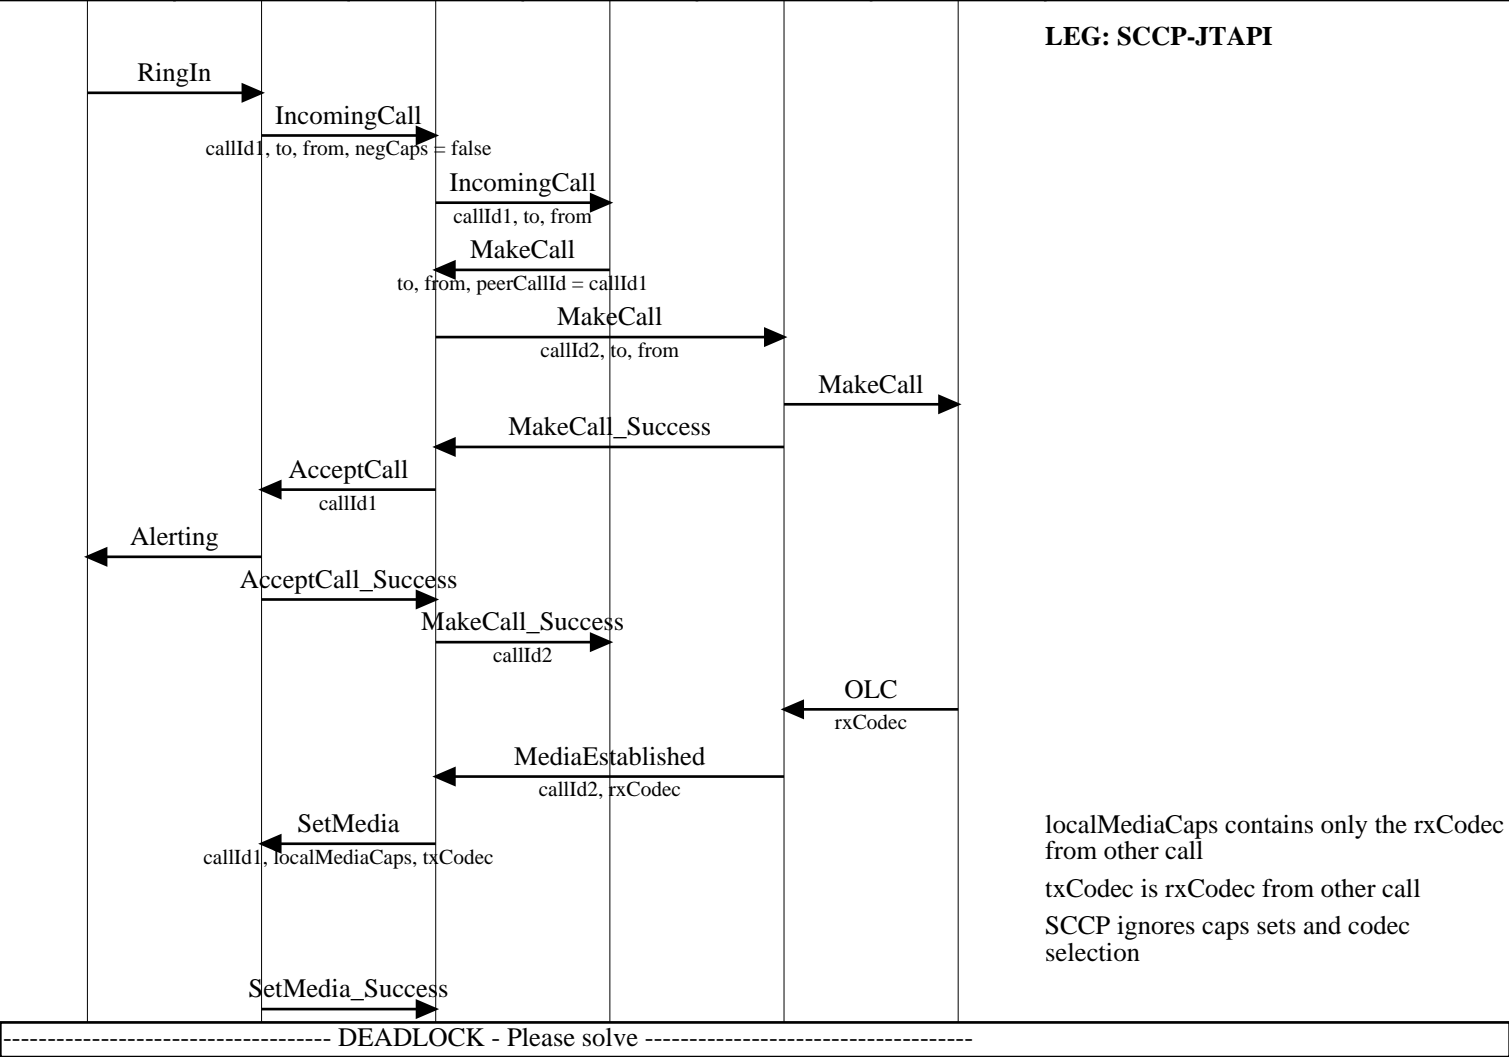 LEG: SCCP-JTAPI
RingIn
IncomingCall
callId1, to, from, negCaps = false
IncomingCall
callId1, to, from
MakeCall
to, from, peerCallId = callId1
MakeCall
callId2, to, from
MakeCall
MakeCall_Success
AcceptCall
callId1
Alerting
AcceptCall_Success
MakeCall_Success
callId2
OLC
rxCodec
MediaEstablished
callId2, rxCodec
SetMedia
callId1, localMediaCaps, txCodec
localMediaCaps contains only the rxCodec
from other call
txCodec is rxCodec from other call
SCCP ignores caps sets and codec
selection
SetMedia_Success
------------------------------------- DEADLOCK - Please solve -------------------------------------